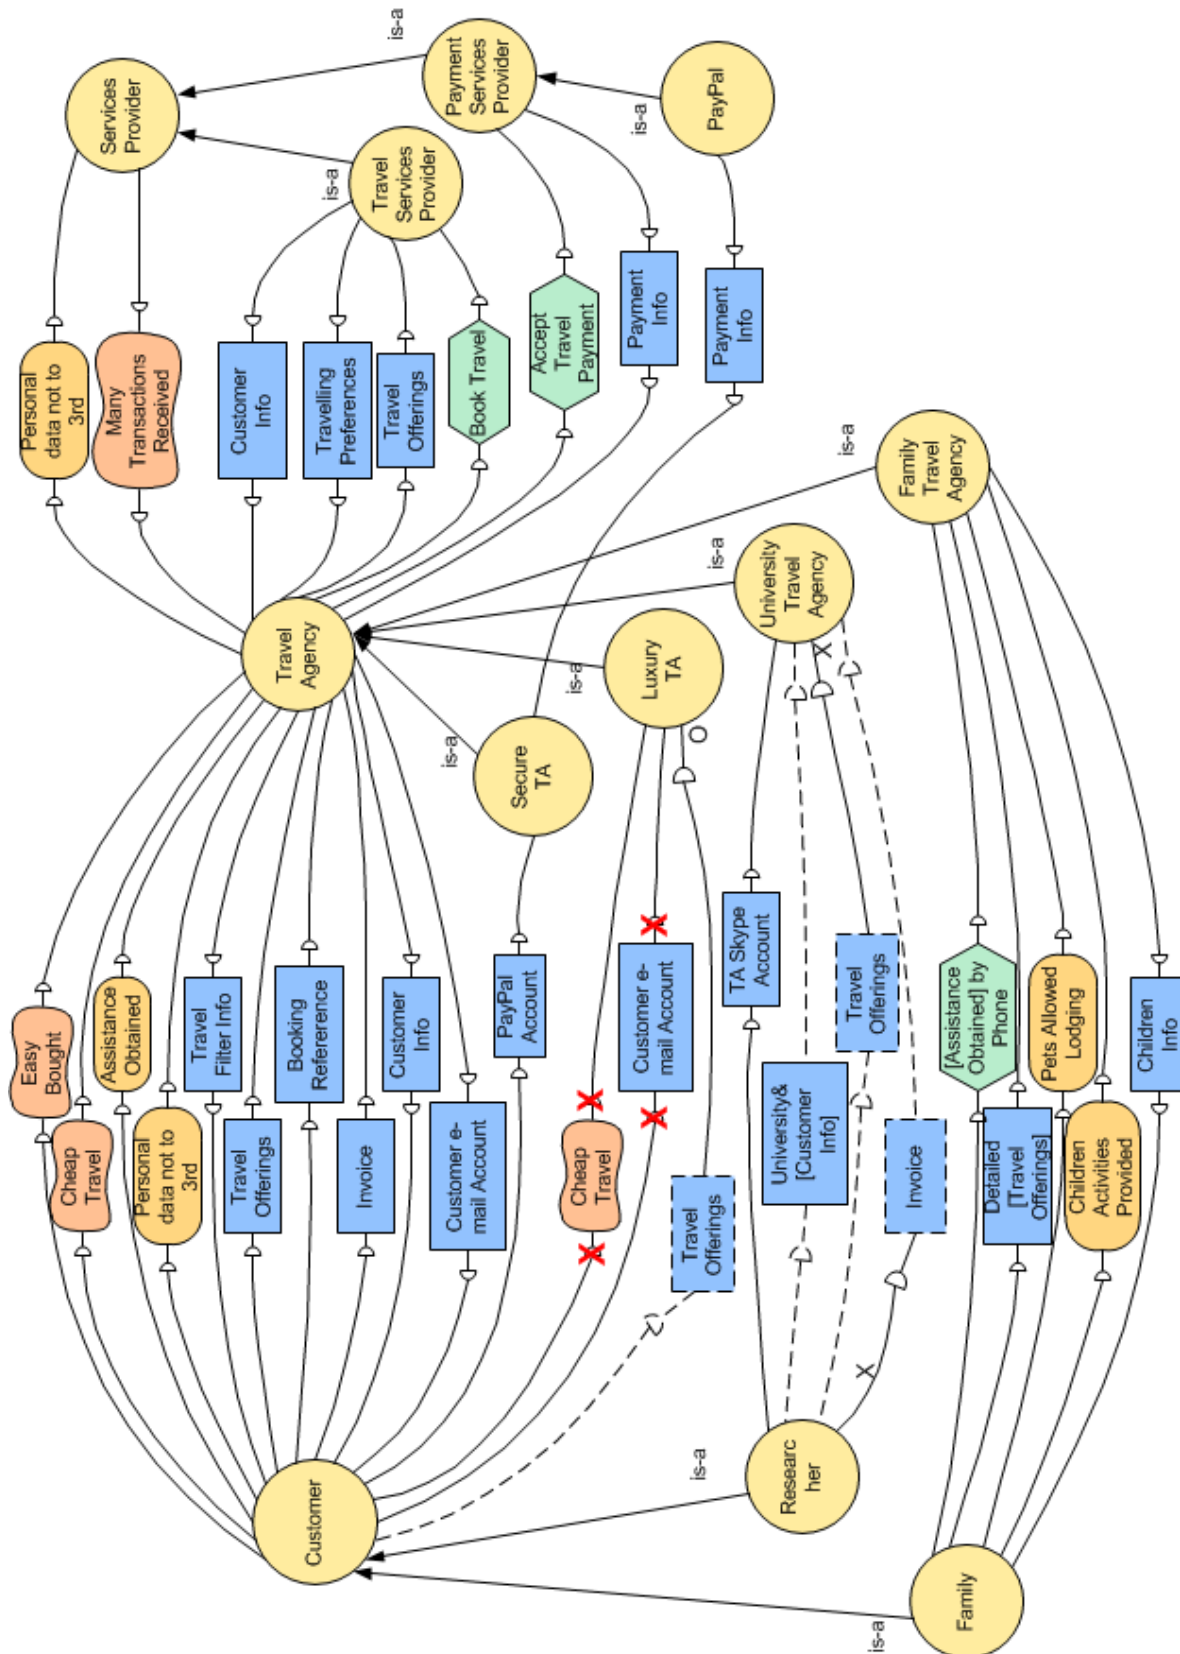 Customer
Easy
Bought
Cheap
Travel
Assistance
Obtained
Personal
data not to
3rd
Travel
Filter Info
Travel
Offerings
Booking
Reference
Invoice
Customer
Info
Customer e-
mail Account
PayPal
Account
Travel
Agency
Personal
data not to
3rd
Many
Transactions
Received
Customer
Info
Travelling
Preferences
Travel
Offerings
Book Travel
Accept
Travel
Payment
Payment
Info
Payment
Info
Services
Provider
is-a
is-a
Travel
Services
Provider
Payment
Services
Provider
is-a
PayPal
is-a
Secure
TA
Cheap
Travel
Customer e-
mail Account
Travel
Offerings
O
is-a
Luxury
TA
is-a
Researc
her
X
TA Skype
Account
University&
[Customer
Info]
Travel
Offerings
Invoice
X
is-a
University
Travel
Agency
is-a
Family
[Assistance
Obtained] by
Phone
Detailed
[Travel
Offerings]
Pets Allowed
Lodging
Children
Activities
Provided
Children
Info
is-a
Family
Travel
Agency